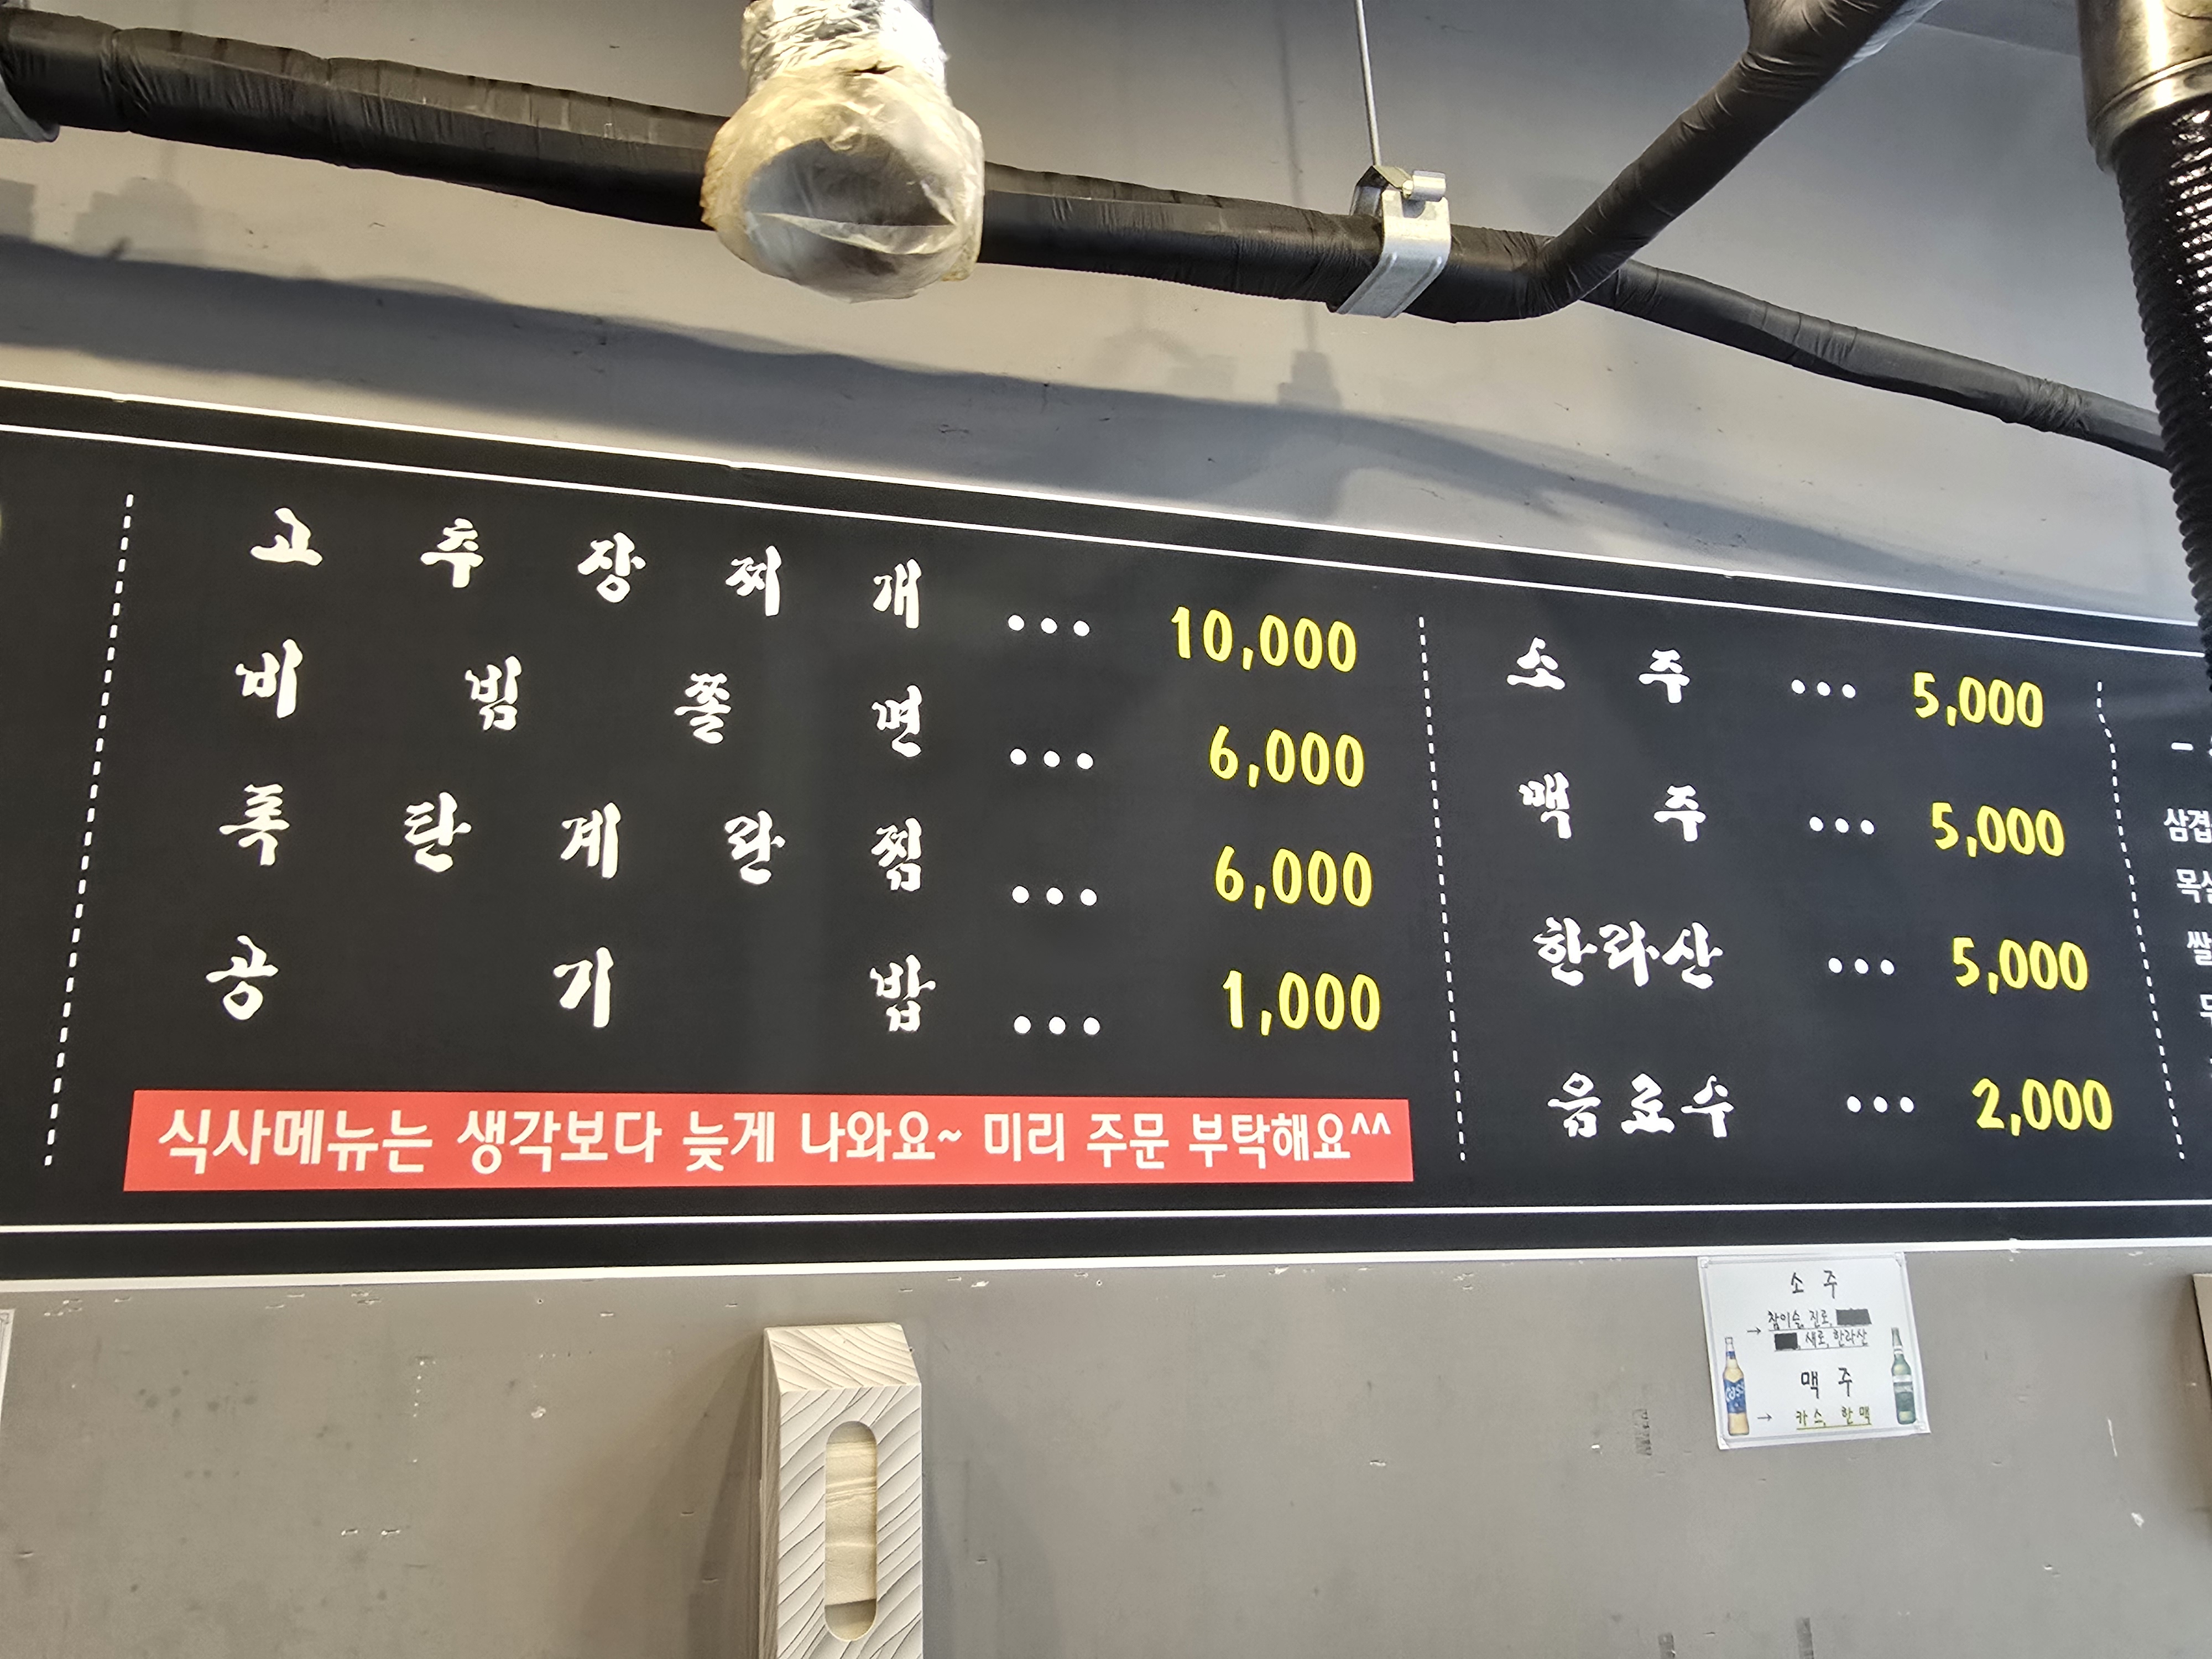 고추장찌개 ... 10,000
비빔쫄면 ... 6,000
폭탄계란찜 ... 6,000
공기밥 ... 1,000
식사메뉴는 생각보다 늦게 나와요~ 미리 주문 부탁해요^^
소주 ... 5,000
맥주 ... 5,000
한라산 ... 5,000
음료수 ... 2,000
소주
→ 참이슬, 진로,
, 새로, 한라산
맥주
→ 카스, 한맥